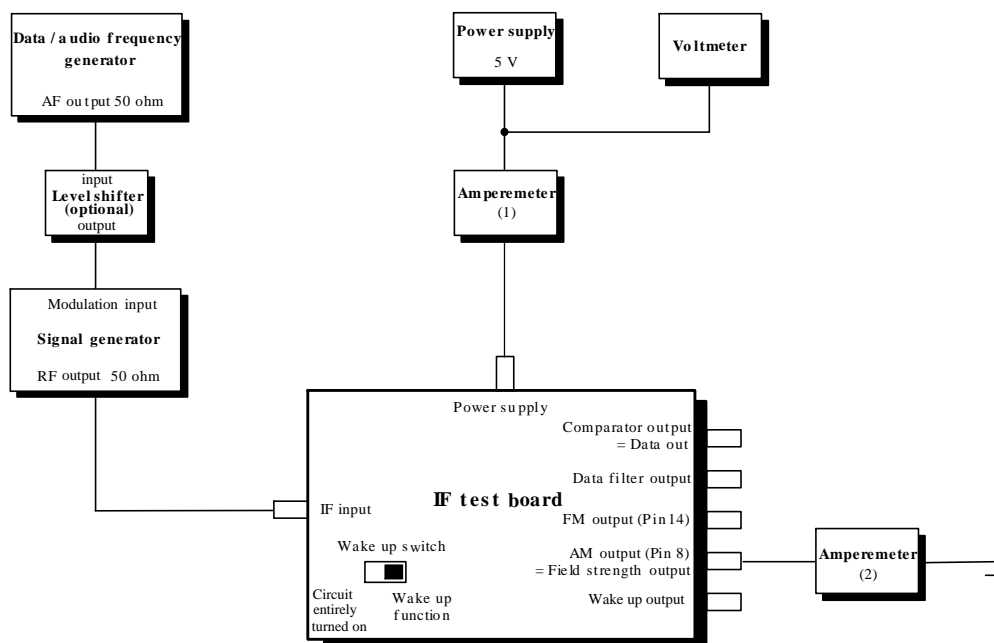 Data / audio frequency
generator
AF output 50 ohm
Power supply
5 V
Voltmeter
input
Level shifter
(optional)
output
Amperemeter
(1)
Modulation input
Signal generator
RF output 50 ohm
Power supply
Comparator output
= Data out
Data filter output
IF test board
IF input
FM output (Pin 14)
Wake up switch
AM output (Pin 8)
= Field strength output
Amperemeter
(2)
Circuit
entirely
turned on
Wake up
function
Wake up output